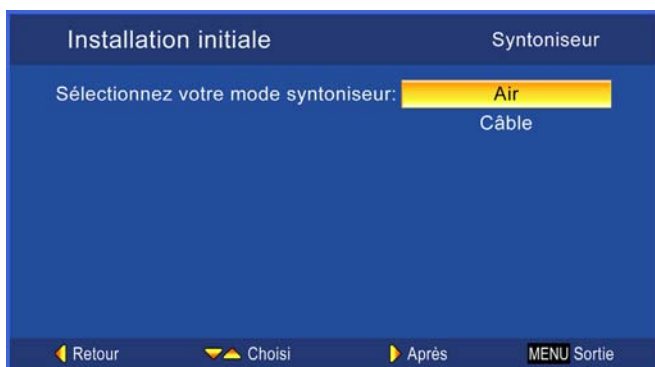 Installation initiale Syntoniseur
Sélectionnez votre mode syntoniseur: Air
Câble
Retour Choisi Après MENU Sortie